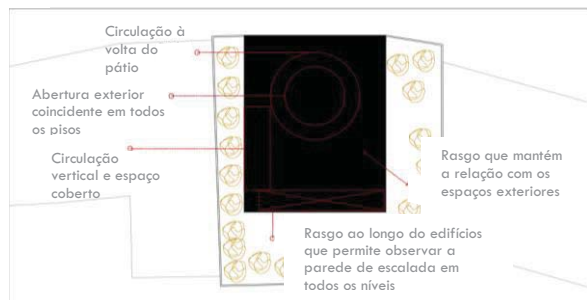 Circulação à
volta do
pátio
Abertura exterior
coincidente em todos
os pisos
Circulação
vertical e espaço
coberto
Rasgo que mantém
a relação com os
espaços exteriores
Rasgo ao longo do edifícios
que permite observar a
parede de escalada em
todos os níveis